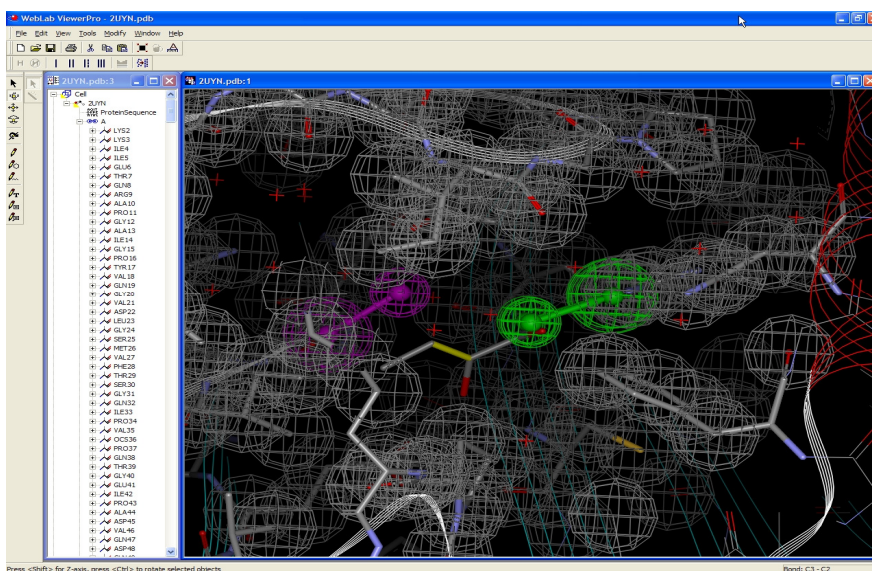 WebLab ViewerPro - 2UYN.pdb
File Edit View Tools Modify Window Help
2UYN.pdb:3
Cell
2UYN
ProteinSequence
A
LYS2
LYS3
ILE4
ILE5
GLU6
THR7
GLN8
ARG9
ALA10
PRO11
GLY12
ALA13
ILE14
GLY15
PRO16
TYR17
VAL18
GLN19
GLY20
VAL21
ASP22
LEU23
GLY24
SER25
MET26
VAL27
PHE28
THR29
SER30
GLY31
GLN32
ILE33
PRO34
VAL35
OCS36
PRO37
GLN38
THR39
GLY40
GLU41
ILE42
PRO43
ALA44
ASP45
VAL46
GLN47
ASP48
2UYN.pdb:1
Press <Shift> for Z-axis, press <Ctrl> to rotate selected objects
Bond: C3 - C2